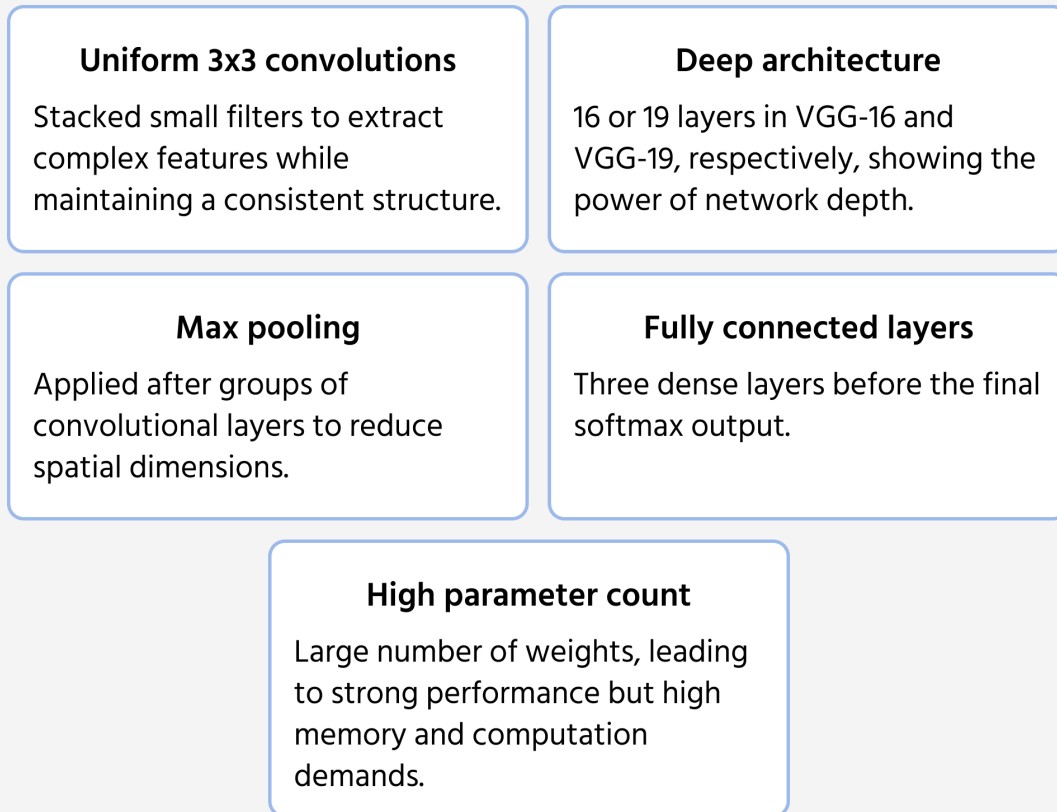 Uniform 3x3 convolutions
Stacked small filters to extract
complex features while
maintaining a consistent structure.
Deep architecture
16 or 19 layers in VGG-16 and
VGG-19, respectively, showing the
power of network depth.
Max pooling
Applied after groups of
convolutional layers to reduce
spatial dimensions.
Fully connected layers
Three dense layers before the final
softmax output.
High parameter count
Large number of weights, leading
to strong performance but high
memory and computation
demands.